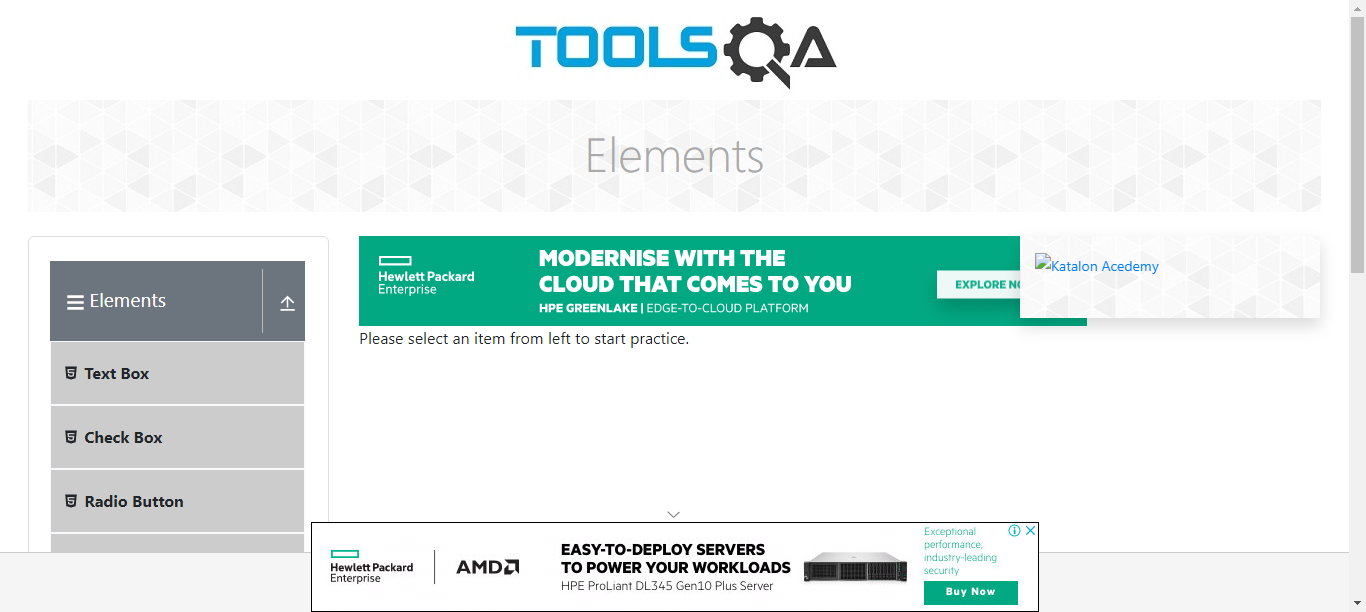 TOOLSQA
Elements
Elements
Text Box
Check Box
Radio Button
Hewlett Packard
Enterprise
MODERNISE WITH THE
CLOUD THAT COMES TO YOU
HPE GREENLAKE | EDGE-TO-CLOUD PLATFORM
EXPLORE
Katalon Acedemy
Please select an item from left to start practice.
Hewlett Packard
Enterprise
AMD
EASY-TO-DEPLOY SERVERS
TO POWER YOUR WORKLOADS
HPE ProLiant DL345 Gen10 Plus Server
Exceptional
performance,
industry-leading
security
Buy Now